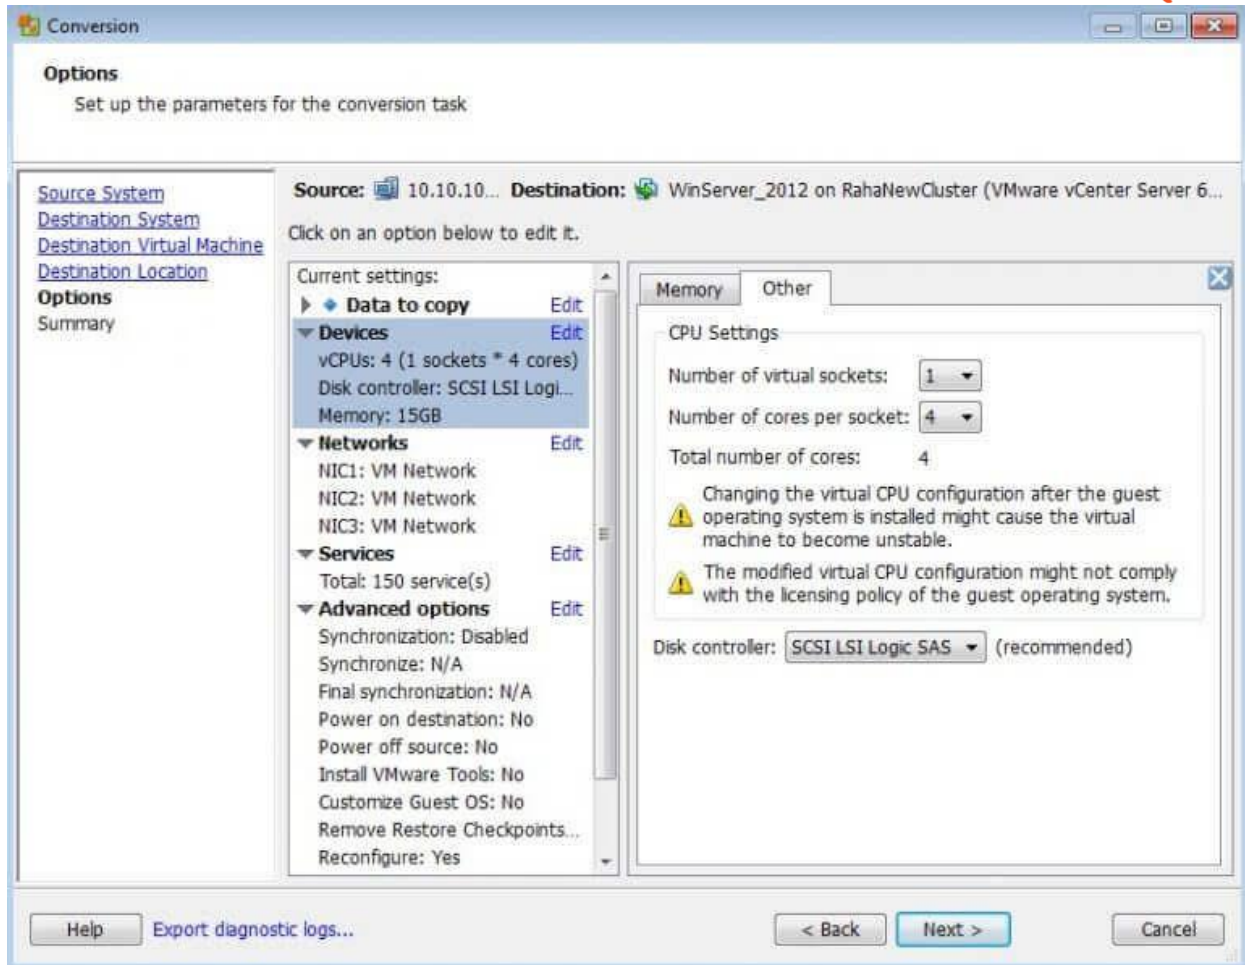 Conversion
Options
Set up the parameters for the conversion task
Source System
Destination System
Destination Virtual Machine
Destination Location
Options
Summary
Source: 10.10.10... Destination: WinServer_2012 on RahaNewCluster (VMware vCenter Server 6...
Click on an option below to edit it.
Current settings:
Data to copy Edit
Devices Edit
vCPUs: 4 (1 sockets * 4 cores)
Disk controller: SCSI LSI Logi...
Memory: 15GB
Networks Edit
NIC1: VM Network
NIC2: VM Network
NIC3: VM Network
Services Edit
Total: 150 service(s)
Advanced options Edit
Synchronization: Disabled
Synchronize: N/A
Final synchronization: N/A
Power on destination: No
Power off source: No
Install VMware Tools: No
Customize Guest OS: No
Remove Restore Checkpoints...
Reconfigure: Yes
Memory Other
CPU Settings
Number of virtual sockets: 1
Number of cores per socket: 4
Total number of cores: 4
Changing the virtual CPU configuration after the guest
operating system is installed might cause the virtual
machine to become unstable.
The modified virtual CPU configuration might not comply
with the licensing policy of the guest operating system.
Disk controller: SCSI LSI Logic SAS (recommended)
Help Export diagnostic logs... < Back Next > Cancel